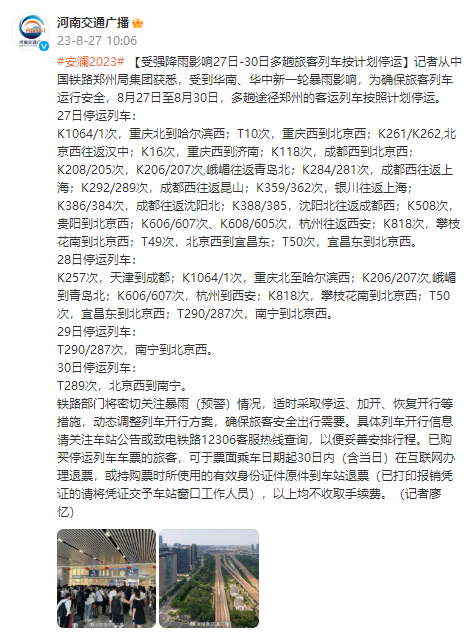 河南交通广播
23-8-27 10:06
#安澜2023# 【受强降雨影响27日-30日多趟旅客列车按计划停运】记者从中
国铁路郑州局集团获悉，受到华南、华中新一轮暴雨影响，为确保旅客列车
运行安全，8月27日至8月30日，多趟途径郑州的客运列车按照计划停运。
27日停运列车：
K1064/1次，重庆北到哈尔滨西；T10次，重庆西到北京西；K261/K262,北
京西往返汉中；K16次，重庆西到济南；K118次，成都西到北京西；
K208/205次，K206/207次,峨嵋往返青岛北；K284/281次，成都西往返上
海；K292/289次，成都西往返昆山；K359/362次，银川往返上海；
K386/384次，成都往返沈阳北；K388/385，沈阳北往返成都西；K508次，
贵阳到北京西；K606/607次、K608/605次，杭州往返西安；K818次，攀枝
花南到北京西；T49次，北京西到宜昌东；T50次，宜昌东到北京西。
28日停运列车：
K257次，天津到成都；K1064/1次，重庆北至哈尔滨西；K206/207次,峨嵋
到青岛北；K606/607次，杭州到西安；K818次，攀枝花南到北京西；T50
次，宜昌东到北京西；T290/287次，南宁到北京西。
29日停运列车：
T290/287次，南宁到北京西。
30日停运列车：
T289次，北京西到南宁。
铁路部门将密切关注暴雨（预警）情况，适时采取停运、加开、恢复开行等
措施，动态调整列车开行方案，确保旅客安全出行需要。具体列车开行信息
请关注车站公告或致电铁路12306客服热线查询，以便妥善安排行程。已购
买停运列车车票的旅客，可于票面乘车日期起30日内（含当日）在互联网办
理退票，或持购票时所使用的有效身份证件原件到车站退票（已打印报销凭
证的请将凭证交予车站窗口工作人员），以上均不收取手续费。（记者廖
忆）